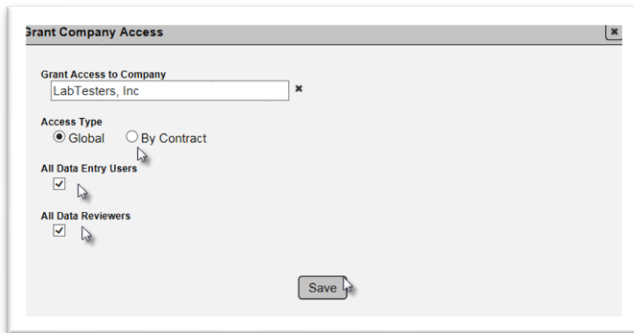 Grant Company Access
Grant Access to Company
LabTesters, Inc
Access Type
Global By Contract
All Data Entry Users
All Data Reviewers
Save